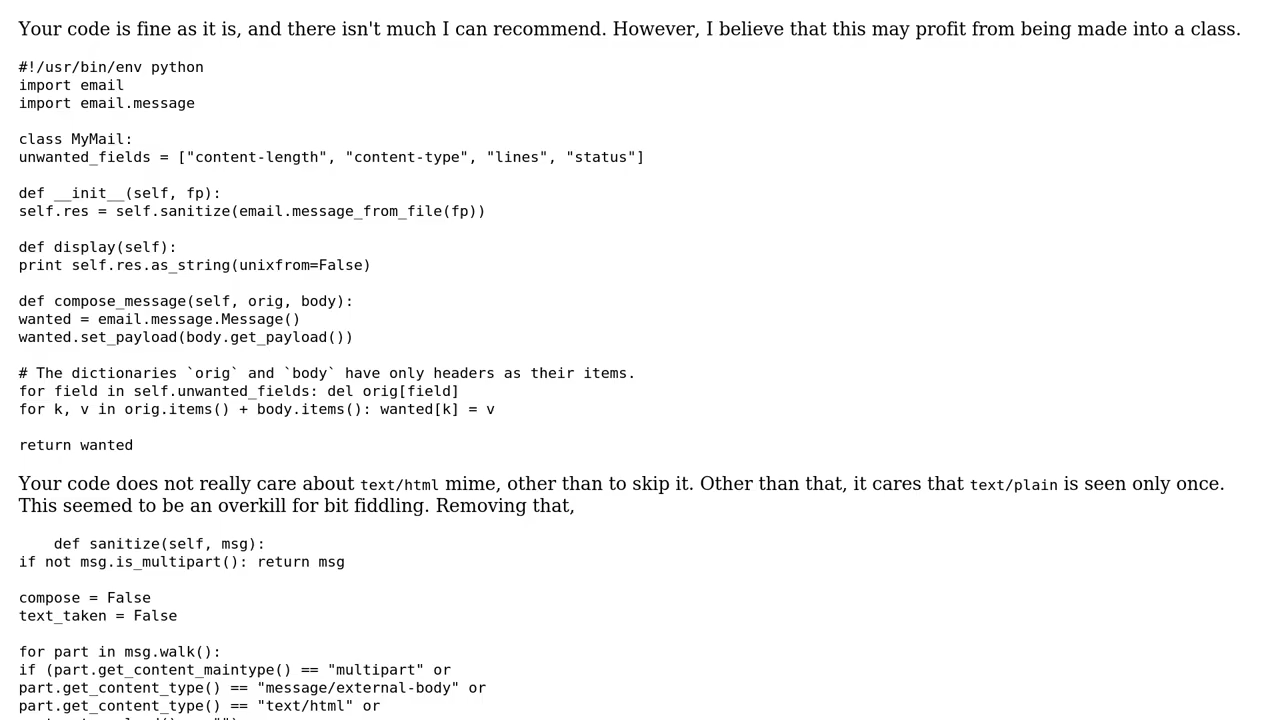 Your code is fine as it is, and there isn't much I can recommend. However, I believe that this may profit from being made into a class.
#!/usr/bin/env python
import email
import email.message
class MyMail:
unwanted_fields = ["content-length", "content-type", "lines", "status"]
def __init__(self, fp):
self.res = self.sanitize(email.message_from_file(fp))
def display(self):
print self.res.as_string(unixfrom=False)
def compose_message(self, orig, body):
wanted = email.message.Message()
wanted.set_payload(body.get_payload())
# The dictionaries `orig` and `body` have only headers as their items.
for field in self.unwanted_fields: del orig[field]
for k, v in orig.items() + body.items(): wanted[k] = v
return wanted
Your code does not really care about text/html mime, other than to skip it. Other than that, it cares that text/plain is seen only once.
This seemed to be an overkill for bit fiddling. Removing that,
def sanitize(self, msg):
if not msg.is_multipart(): return msg
compose = False
text_taken = False
for part in msg.walk():
if (part.get_content_maintype() == "multipart" or
part.get_content_type() == "message/external-body" or
part.get_content_type() == "text/html" or